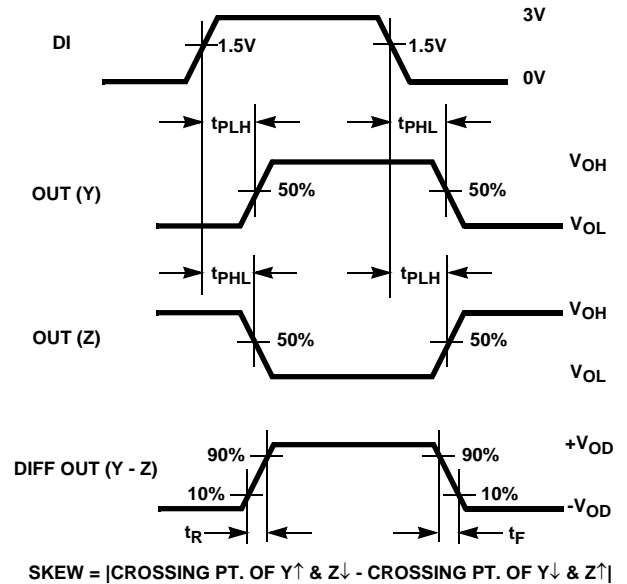 3V
DI
1.5V
1.5V
0V
tPLH
tPHL
VOH
OUT (Y)
50%
50%
VOL
tPHL
tPLH
VOH
OUT (Z)
50%
50%
VOL
+VOD
DIFF OUT (Y - Z)
90%
90%
10%
10%
-VOD
tR
tF
SKEW = |CROSSING PT. OF Y↑ & Z↓ - CROSSING PT. OF Y↓ & Z↑|